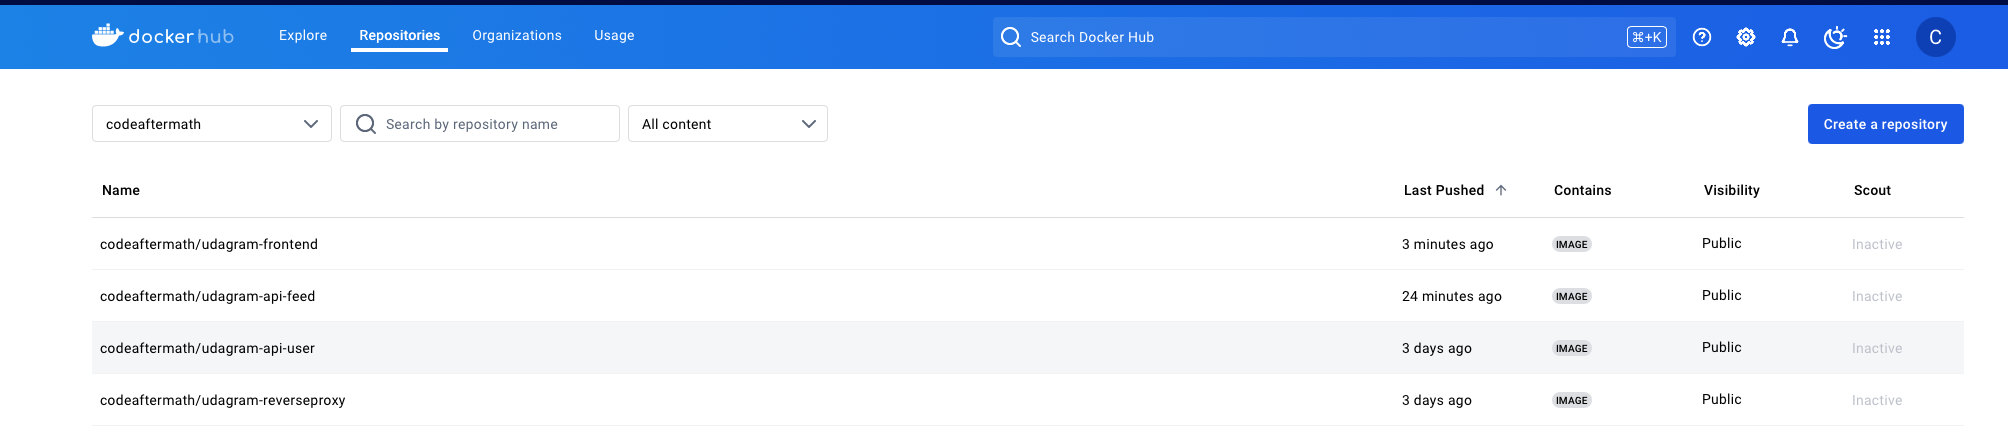 dockerhub Explore Repositories Organizations Usage Search Docker Hub ⌘+K C
codeaftermath Search by repository name All content Create a repository
Name Last Pushed Contains Visibility Scout
codeaftermath/udagram-frontend 3 minutes ago IMAGE Public Inactive
codeaftermath/udagram-api-feed 24 minutes ago IMAGE Public Inactive
codeaftermath/udagram-api-user 3 days ago IMAGE Public Inactive
codeaftermath/udagram-reverseproxy 3 days ago IMAGE Public Inactive